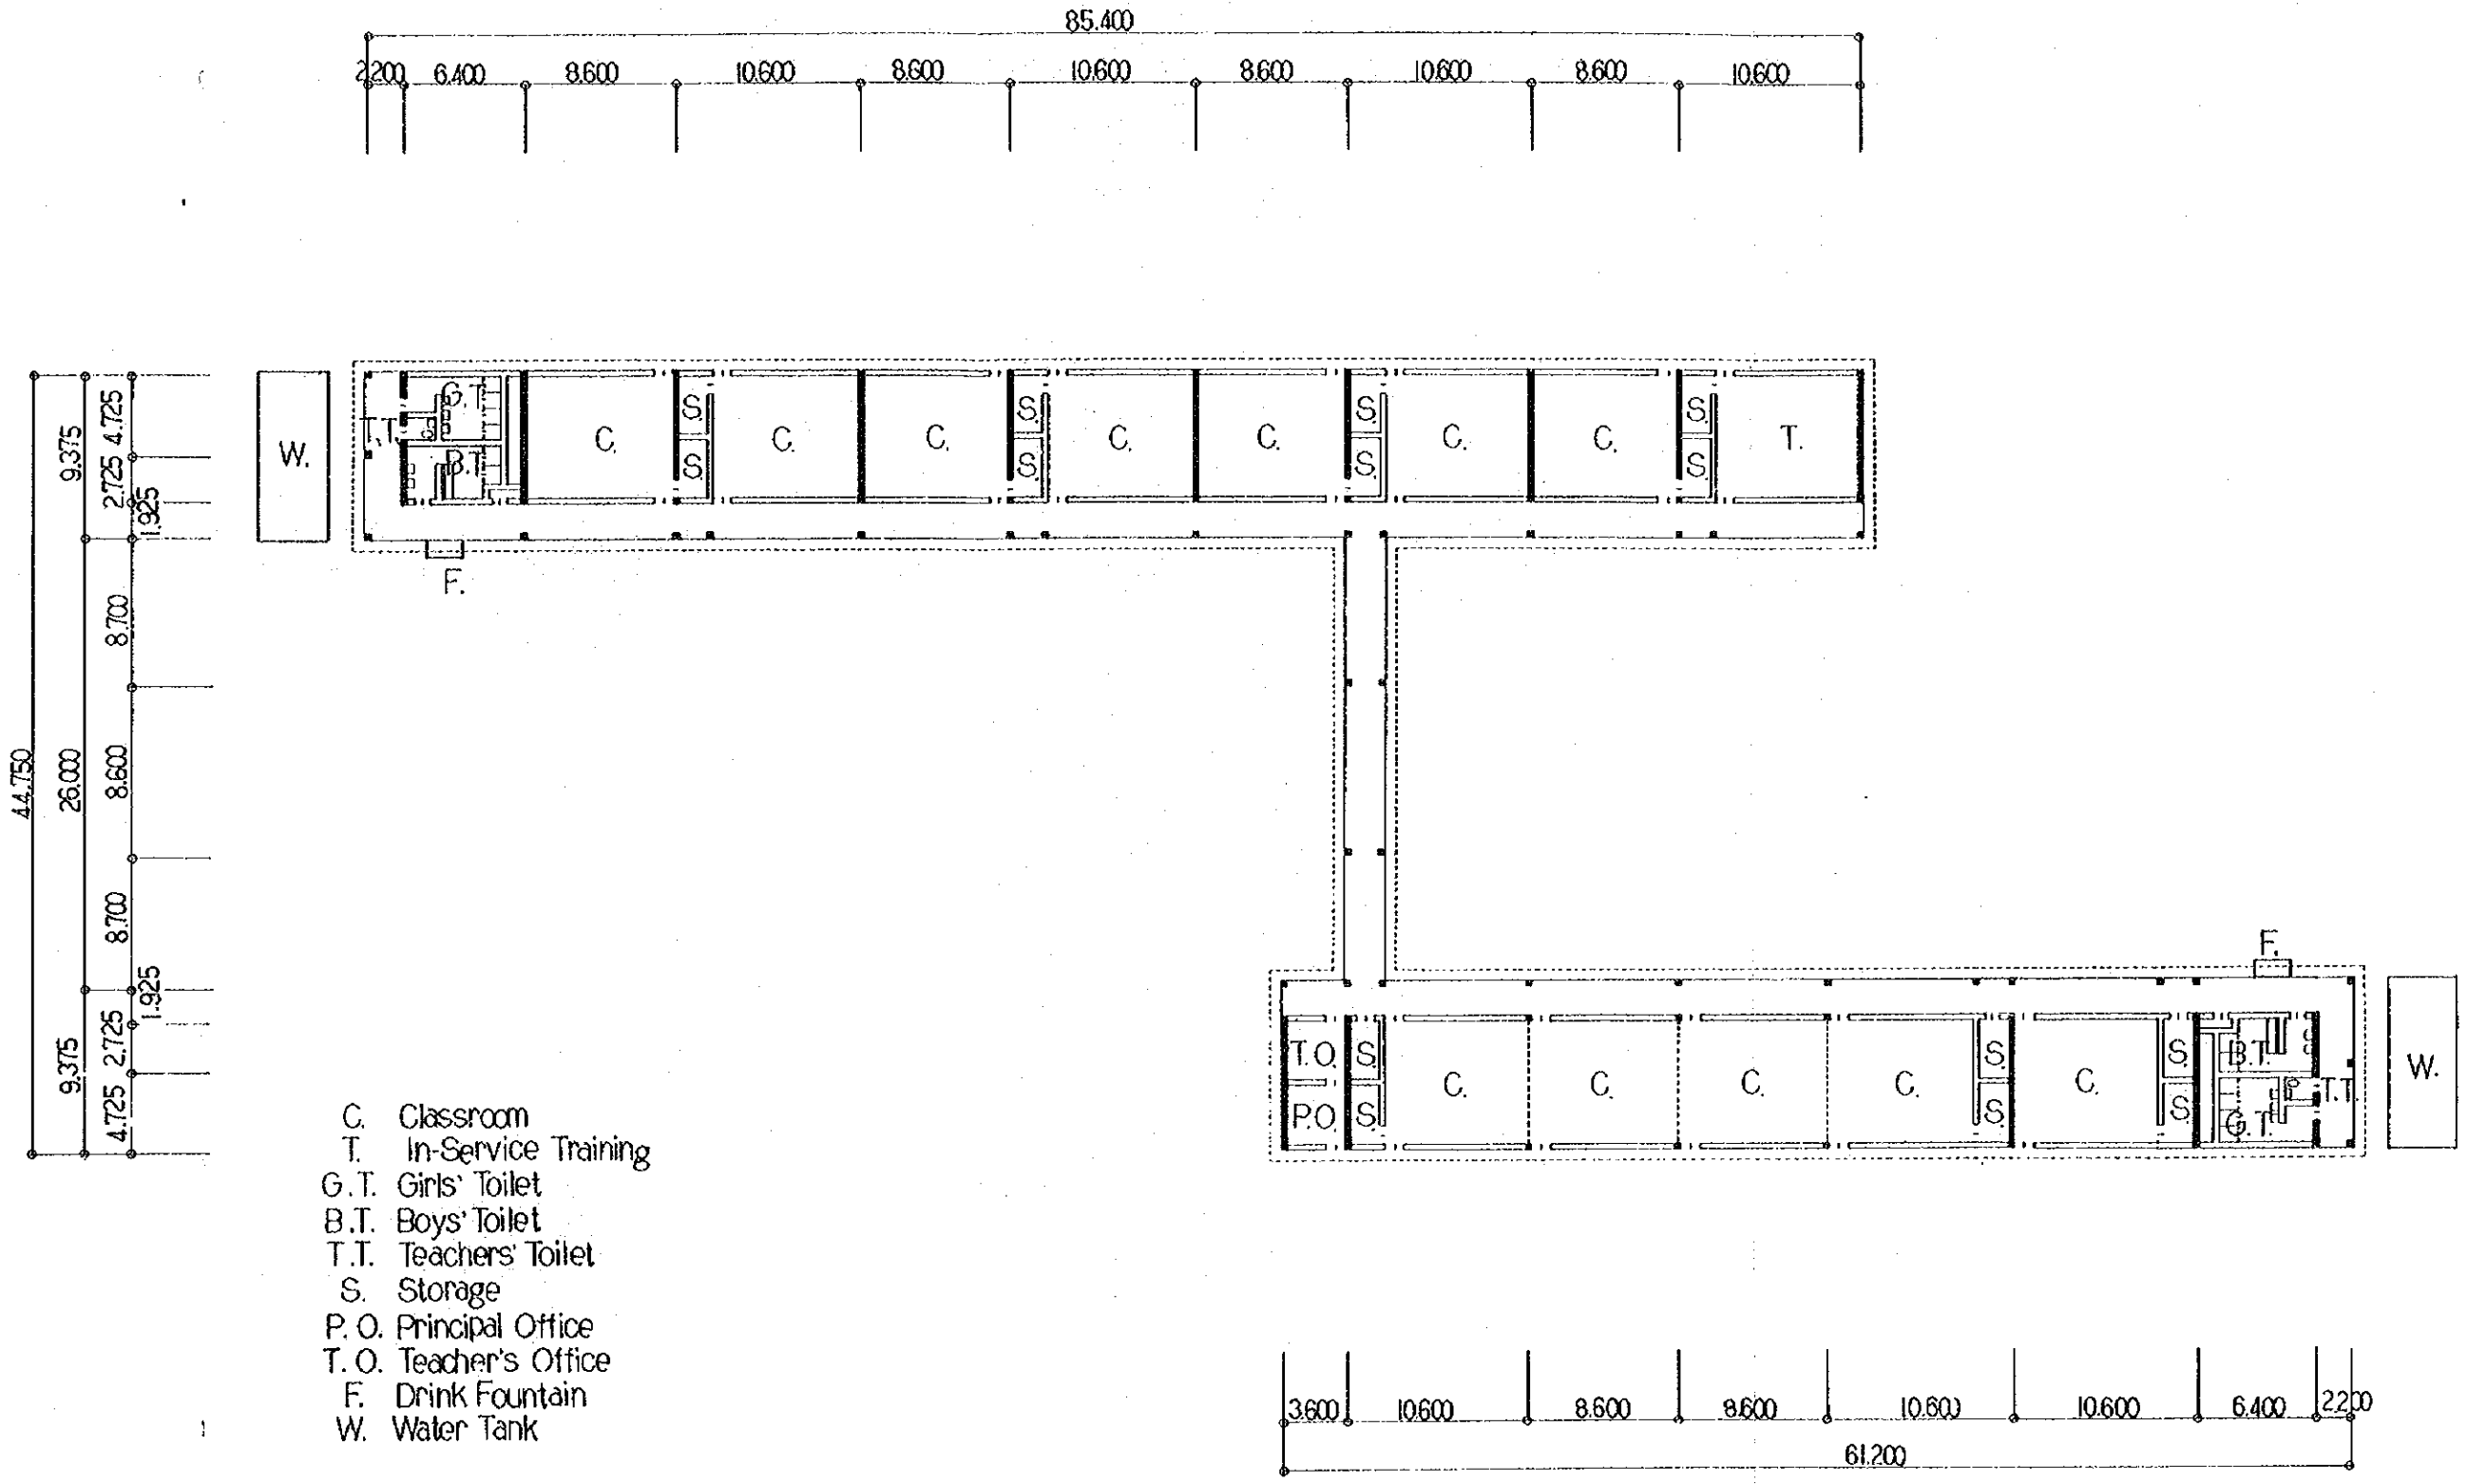 85.400
2.200 6.400 8.600 10.600 8.600 10.600 8.600 10.600 8.600 10.600
44.750
9.375 26.000 9.375
4.725 2.725 1.925 8.700 8.600 8.700 1.925 2.725 4.725
W.
T.T. G.T. B.T. C. S. S. C. C. S. S. C. C. S. S. C. C. S. S. T.
F.
F.
T.O. P.O. S. S. C. C. C. C. S. S. C. S. S. B.T. G.T. T.T.
W.
C. Classroom
T. In-Service Training
G.T. Girls' Toilet
B.T. Boys' Toilet
T.T. Teachers' Toilet
S. Storage
P.O. Principal Office
T.O. Teacher's Office
F. Drink Fountain
W. Water Tank
3.600 10.600 8.600 8.600 10.600 10.600 6.400 2.200
61.200